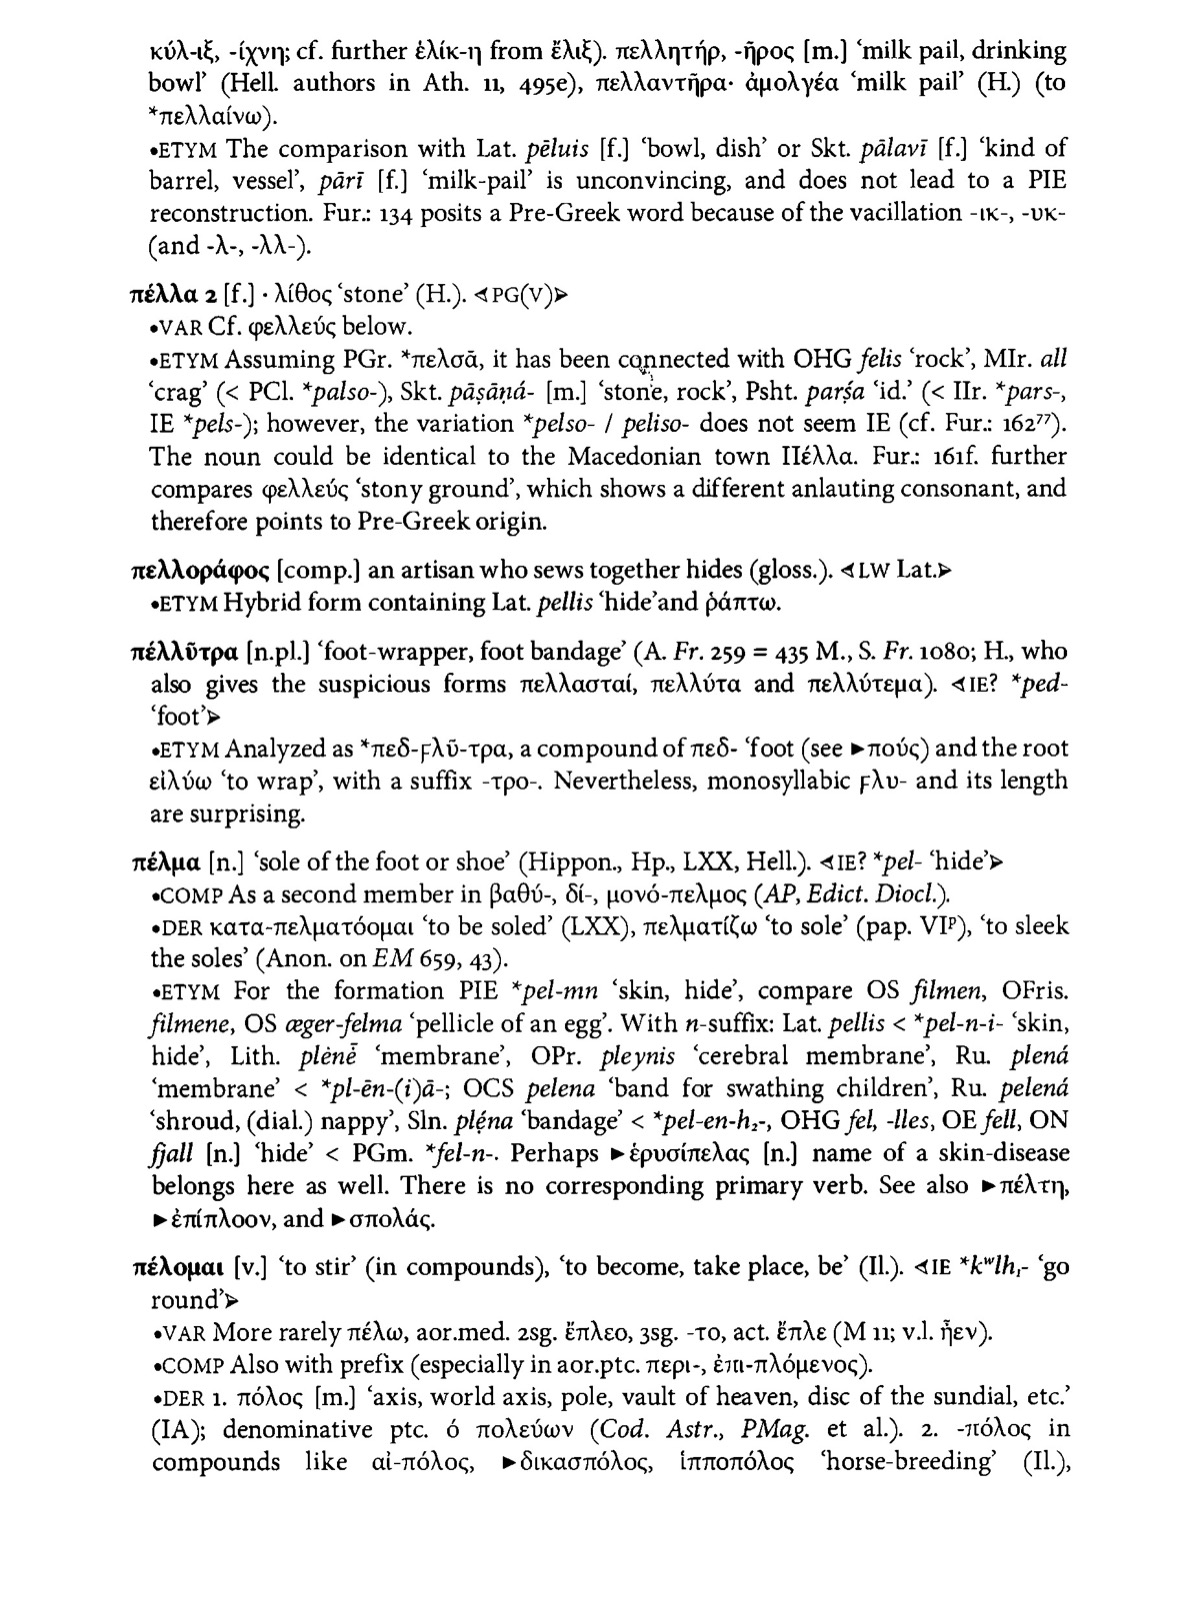 κύλ-ιξ, -ίχνη; cf. further ἑλίκ-η from ἕλιξ). πελλητήρ, -ῆρος [m.] ‘milk pail, drinking
bowl’ (Hell. authors in Ath. 11, 495e), πελλαντῆρα· ἀμολγέα ‘milk pail’ (H.) (to
*πελλαίνω).
•ETYM The comparison with Lat. pēluis [f.] ‘bowl, dish’ or Skt. pālavī [f.] ‘kind of
barrel, vessel’, pārī [f.] ‘milk-pail’ is unconvincing, and does not lead to a PIE
reconstruction. Fur.: 134 posits a Pre-Greek word because of the vacillation -ικ-, -υκ-
(and -λ-, -λλ-).
πέλλα 2 [f.] · λίθος ‘stone’ (H.). ⊲PG(V)⊳
•VAR Cf. φελλεύς below.
•ETYM Assuming PGr. *πελσᾱ, it has been connected with OHG felis ‘rock’, MIr. all
‘crag’ (< PCl. *palso-), Skt. pāṣāṇá- [m.] ‘stone, rock’, Psht. parṣ́a ‘id.’ (< IIr. *pars-,
IE *pels-); however, the variation *pelso- / peliso- does not seem IE (cf. Fur.: 162⁷⁷).
The noun could be identical to the Macedonian town Πέλλα. Fur.: 161f. further
compares φελλεύς ‘stony ground’, which shows a different anlauting consonant, and
therefore points to Pre-Greek origin.
πελλοράφος [comp.] an artisan who sews together hides (gloss.). ⊲LW Lat.⊳
•ETYM Hybrid form containing Lat. pellis ‘hide’and ῥάπτω.
πέλλῡτρα [n.pl.] ‘foot-wrapper, foot bandage’ (A. Fr. 259 = 435 M., S. Fr. 1080; H., who
also gives the suspicious forms πελλασταί, πελλύτα and πελλύτεμα). ⊲IE? *ped-
‘foot’⊳
•ETYM Analyzed as *πεδ-ϝλῡ-τρα, a compound of πεδ- ‘foot (see ►πούς) and the root
εἰλύω ‘to wrap’, with a suffix -τρο-. Nevertheless, monosyllabic ϝλυ- and its length
are surprising.
πέλμα [n.] ‘sole of the foot or shoe’ (Hippon., Hp., LXX, Hell.). ⊲IE? *pel- ‘hide’⊳
•COMP As a second member in βαθύ-, δί-, μονό-πελμος (AP, Edict. Diocl.).
•DER κατα-πελματόομαι ‘to be soled’ (LXX), πελματίζω ‘to sole’ (pap. VIᵖ), ‘to sleek
the soles’ (Anon. on EM 659, 43).
•ETYM For the formation PIE *pel-mn ‘skin, hide’, compare OS filmen, OFris.
filmene, OS æger-felma ‘pellicle of an egg’. With n-suffix: Lat. pellis < *pel-n-i- ‘skin,
hide’, Lith. plėnė̃ ‘membrane’, OPr. pleynis ‘cerebral membrane’, Ru. plená
‘membrane’ < *pl-ēn-(i)ā-; OCS pelena ‘band for swathing children’, Ru. pelená
‘shroud, (dial.) nappy’, Sln. plẹ́na ‘bandage’ < *pel-en-h₂-, OHG fel, -lles, OE fell, ON
fjall [n.] ‘hide’ < PGm. *fel-n-. Perhaps ►ἐρυσίπελας [n.] name of a skin-disease
belongs here as well. There is no corresponding primary verb. See also ►πέλτη,
►ἐπίπλοον, and ►σπολάς.
πέλομαι [v.] ‘to stir’ (in compounds), ‘to become, take place, be’ (Il.). ⊲IE *kʷlh₁- ‘go
round’⊳
•VAR More rarely πέλω, aor.med. 2sg. ἔπλεο, 3sg. -το, act. ἔπλε (M 11; v.l. ἦεν).
•COMP Also with prefix (especially in aor.ptc. περι-, ἐπι-πλόμενος).
•DER 1. πόλος [m.] ‘axis, world axis, pole, vault of heaven, disc of the sundial, etc.’
(IA); denominative ptc. ὁ πολεύων (Cod. Astr., PMag. et al.). 2. -πόλος in
compounds like αἰ-πόλος, ►δικασπόλος, ἱπποπόλος ‘horse-breeding’ (Il.),